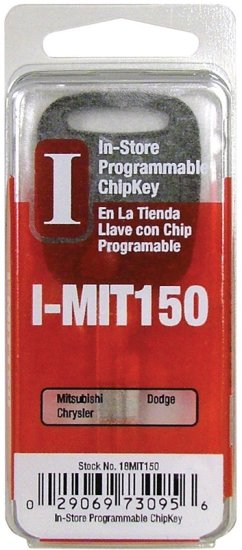 I
In-Store
Programmable
ChipKey
En La Tienda
Llave con Chip
Programable
I-MIT150
Mitsubishi Dodge
Chrysler
Stock No. 18MIT150
0 29069 73095 6
In-Store Programmable ChipKey